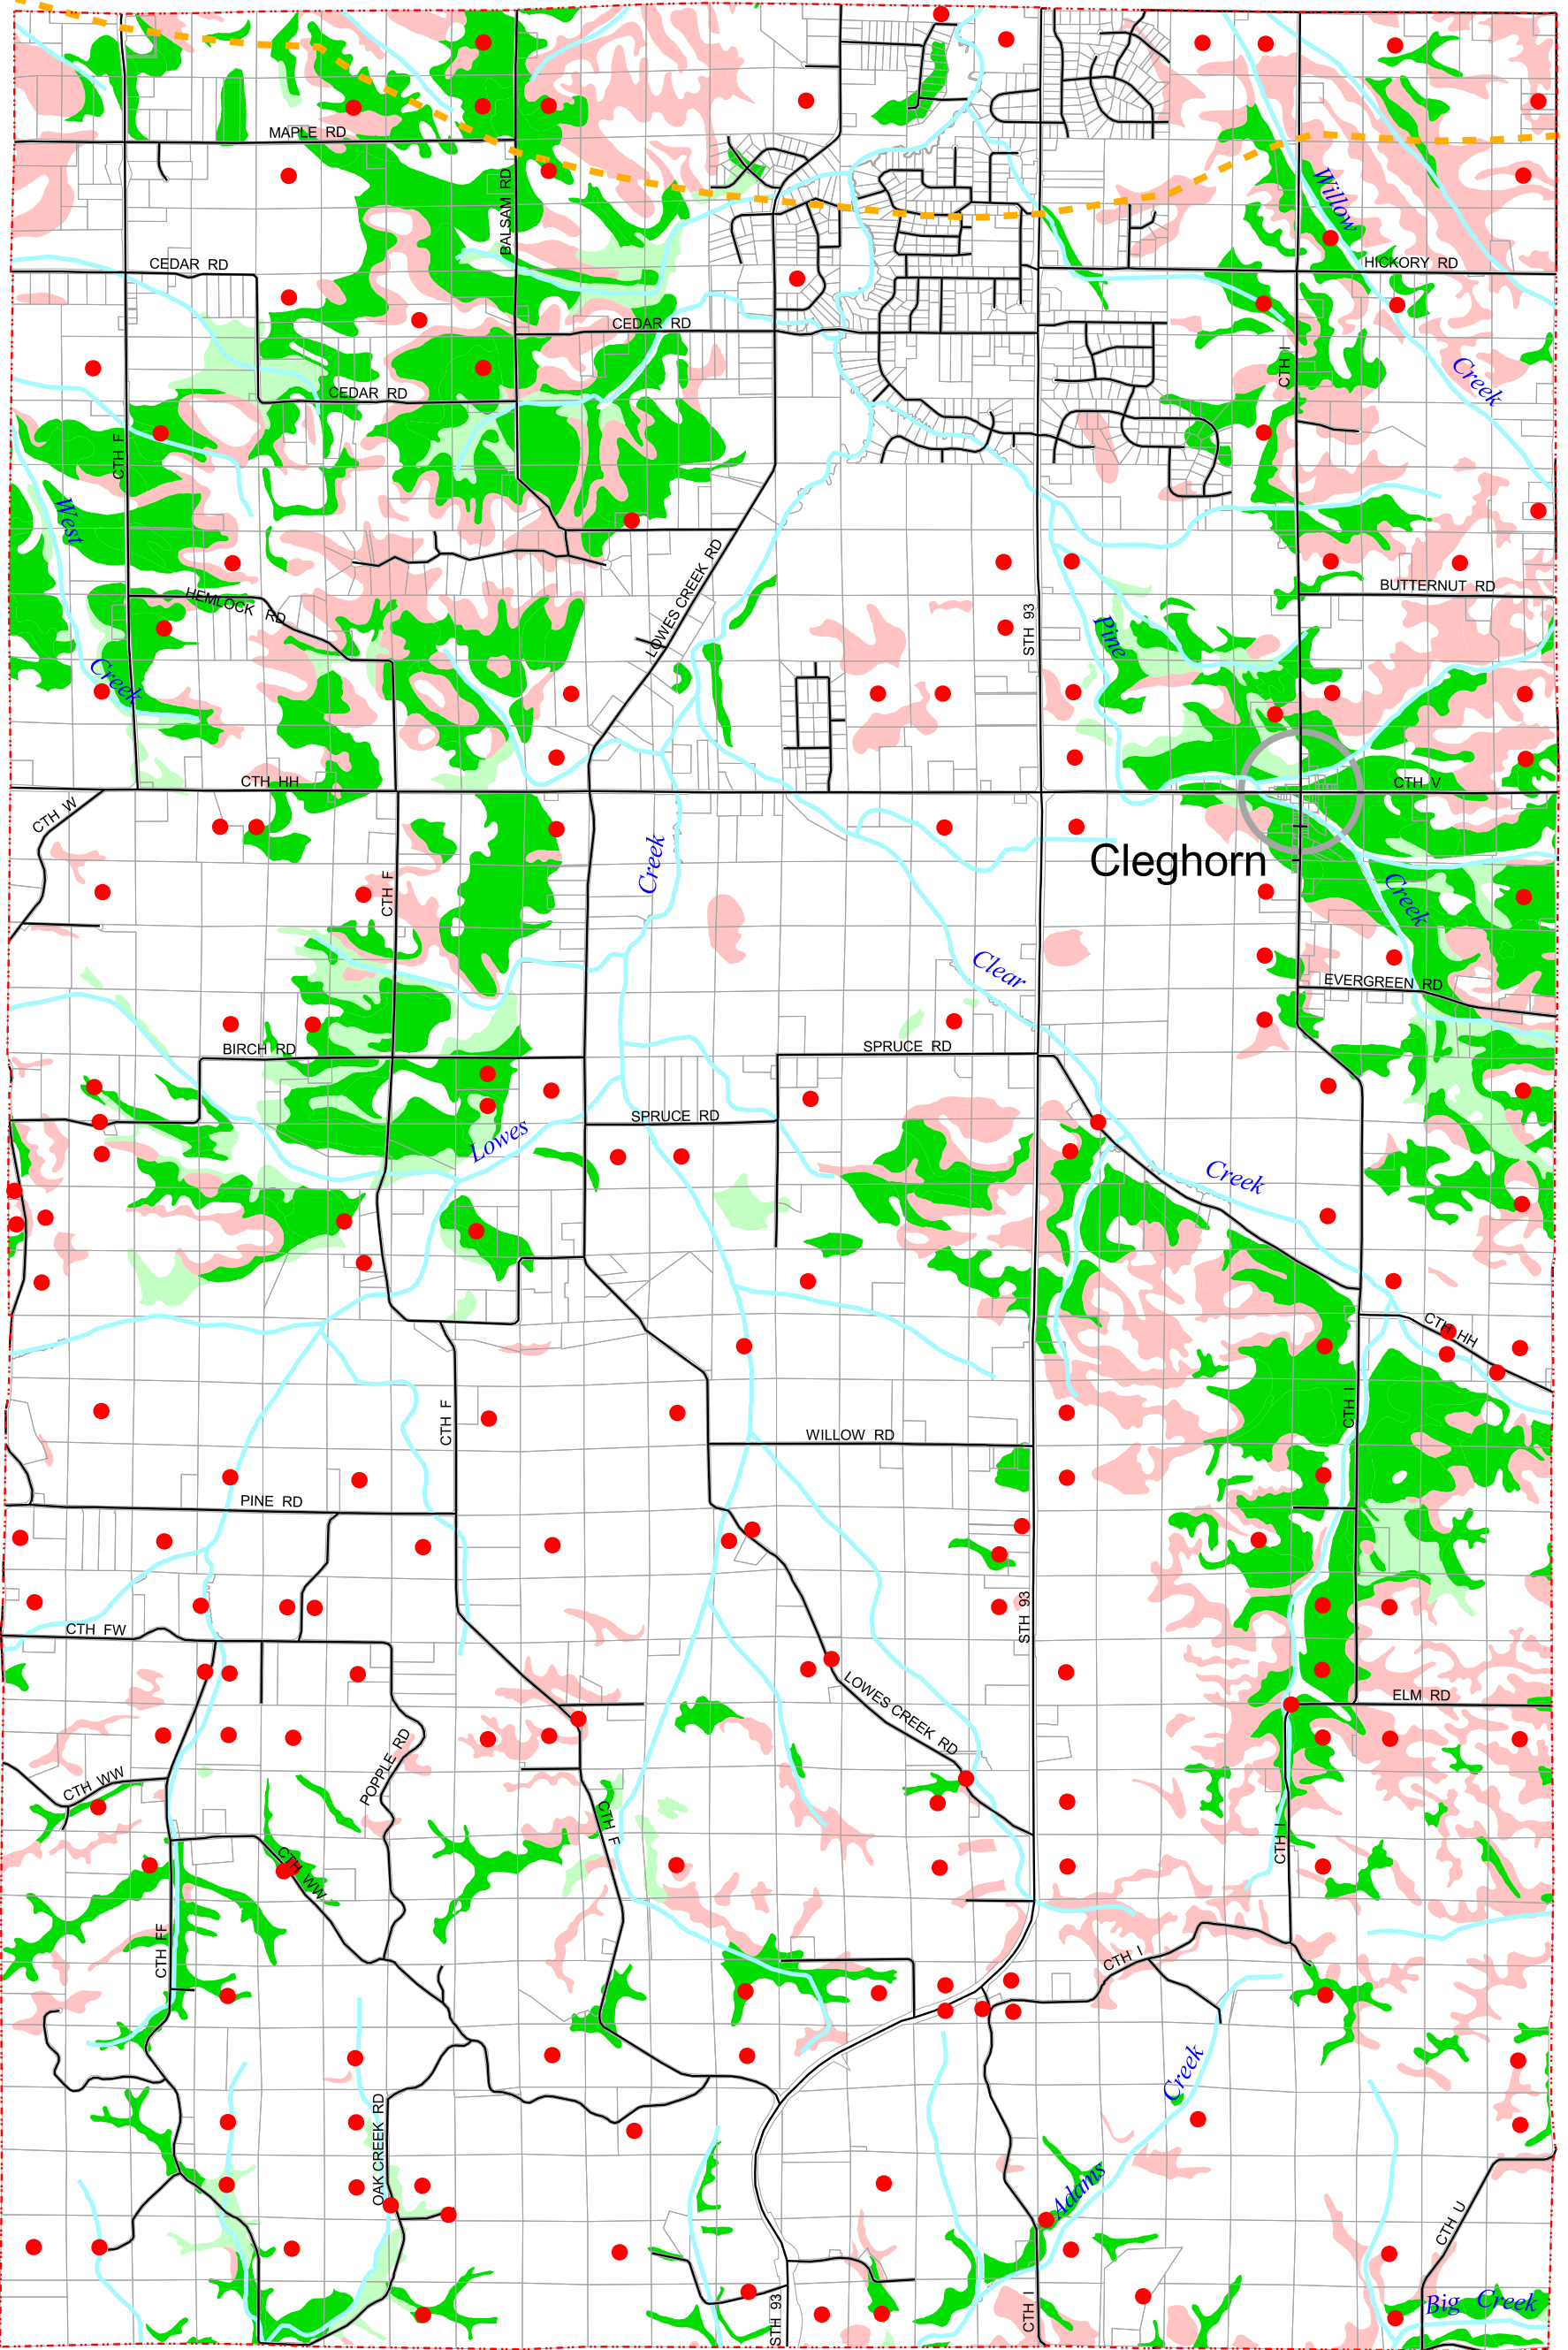 MAPLE RD
BALSAM RD
Willow
CEDAR RD
HICKORY RD
CEDAR RD
CTH I
Creek
CEDAR RD
CTH F
West
LOWES CREEK RD
BUTTERNUT RD
HEMLOCK RD
STH 93
Pine
Creek
CTH HH
CTH V
CTH W
Creek
Cleghorn
CTH F
Creek
Clear
EVERGREEN RD
BIRCH RD
SPRUCE RD
SPRUCE RD
Lowes
Creek
CTH HH
CTH F
CTH I
WILLOW RD
PINE RD
STH 93
CTH FW
LOWES CREEK RD
ELM RD
POPPLE RD
CTH WW
CTH F
CTH I
CTH WW
CTH FF
CTH I
Creek
OAK CREEK RD
Adams
CTH U
STH 93
CTH I
Big Creek